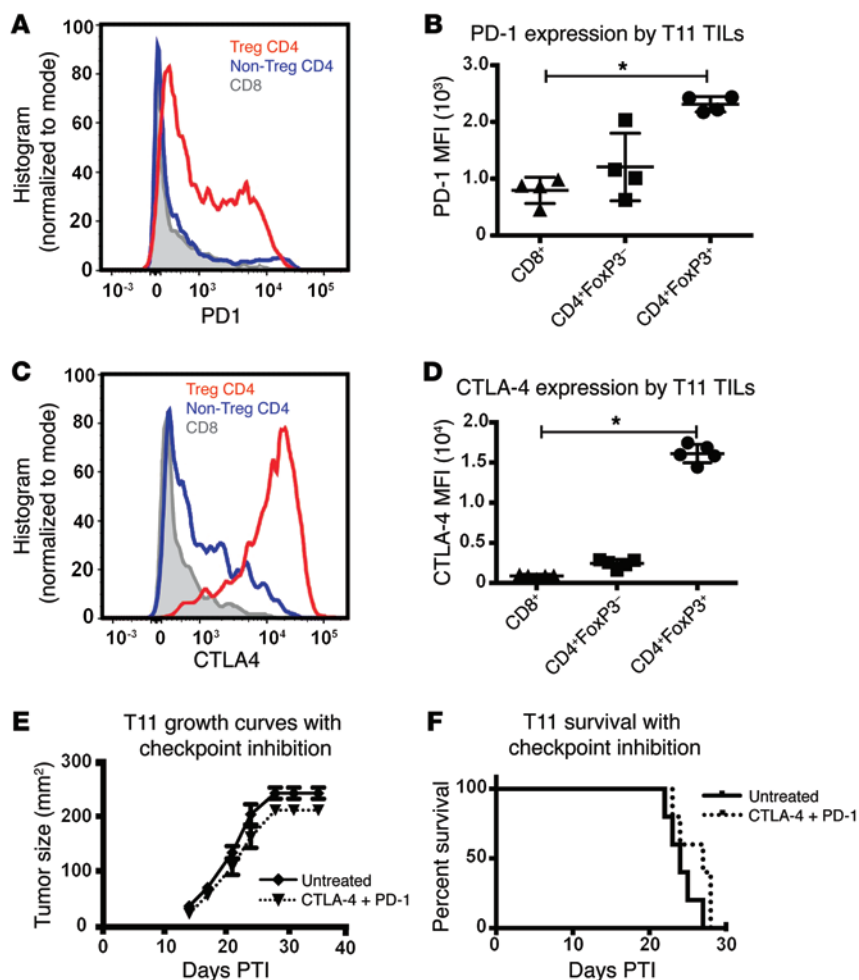 A
Treg CD4
Non-Treg CD4
CD8
Histogram
(normalized to mode)
100
80
60
40
20
0
10⁻³ 0 10³ 10⁴ 10⁵
PD1
B
PD-1 expression by T11 TILs
*
PD-1 MFI (10³)
3.0
2.0
1.0
0
CD8⁺
CD4⁺FoxP3⁻
CD4⁺FoxP3⁺
C
Treg CD4
Non-Treg CD4
CD8
Histogram
(normalized to mode)
100
80
60
40
20
0
10⁻³ 0 10³ 10⁴ 10⁵
CTLA4
D
CTLA-4 expression by T11 TILs
*
CTLA-4 MFI (10⁴)
2.0
1.5
0.5
0
CD8⁺
CD4⁺FoxP3⁻
CD4⁺FoxP3⁺
E
T11 growth curves with
checkpoint inhibition
Tumor size (mm²)
300
200
100
0
0 10 20 30 40
Days PTI
Untreated
CTLA-4 + PD-1
F
T11 survival with
checkpoint inhibition
Percent survival
100
50
0
0 10 20 30
Days PTI
Untreated
CTLA-4 + PD-1